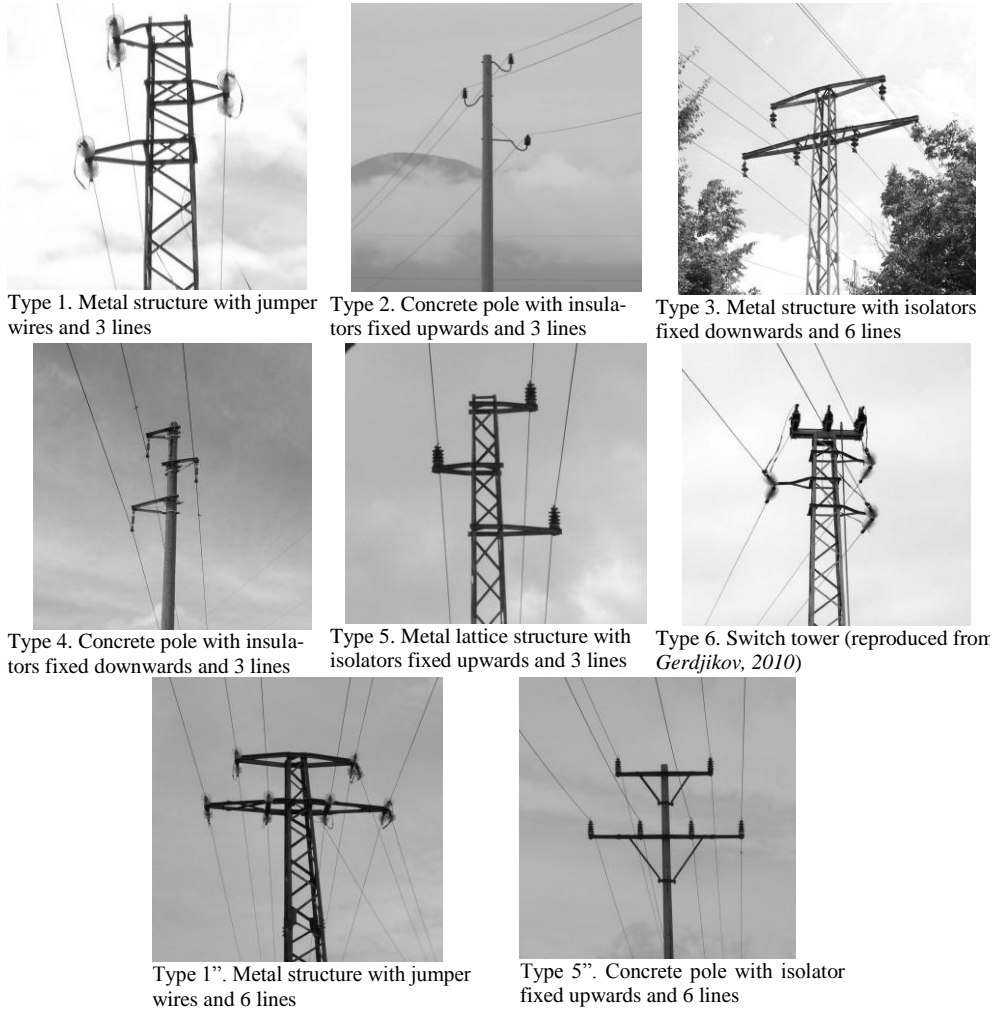 Type 1. Metal structure with jumper
wires and 3 lines
Type 2. Concrete pole with insula-
tors fixed upwards and 3 lines
Type 3. Metal structure with isolators
fixed downwards and 6 lines
Type 4. Concrete pole with insula-
tors fixed downwards and 3 lines
Type 5. Metal lattice structure with
isolators fixed upwards and 3 lines
Type 6. Switch tower (reproduced from
Gerdjikov, 2010)
Type 1”. Metal structure with jumper
wires and 6 lines
Type 5”. Concrete pole with isolator
fixed upwards and 6 lines